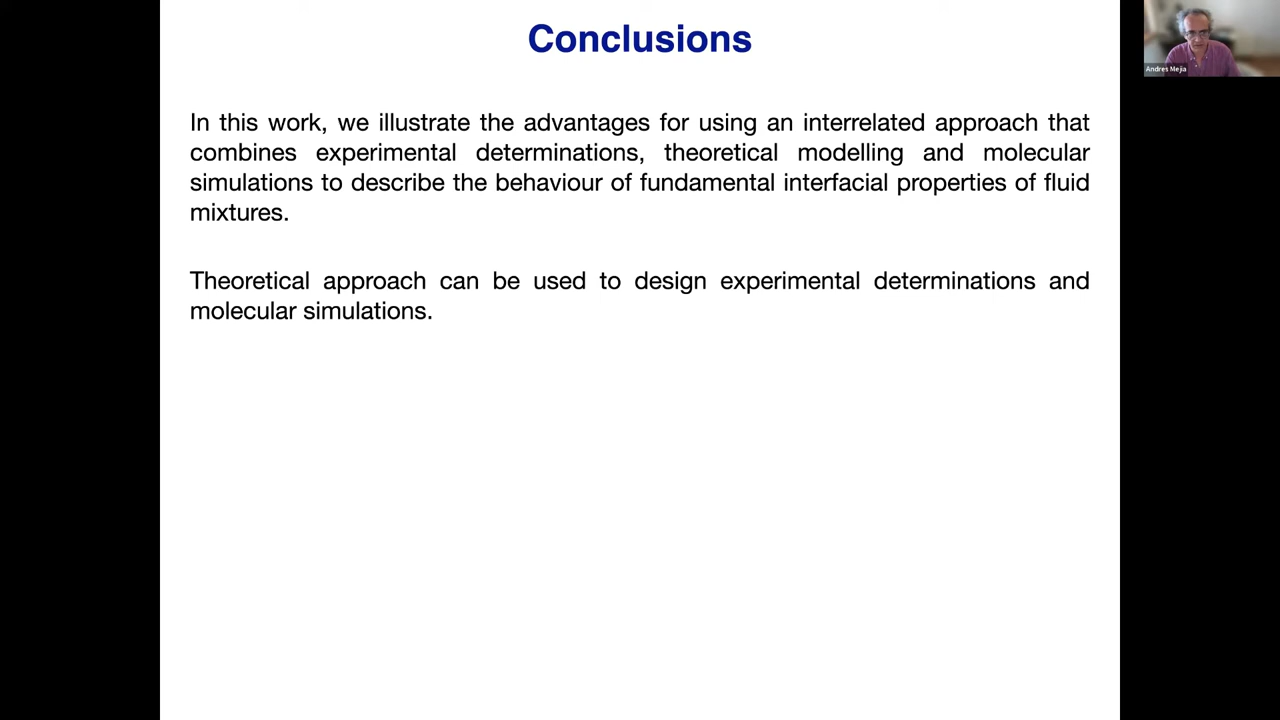 Conclusions
Andres Mejia
In this work, we illustrate the advantages for using an interrelated approach that
combines experimental determinations, theoretical modelling and molecular
simulations to describe the behaviour of fundamental interfacial properties of fluid
mixtures.
Theoretical approach can be used to design experimental determinations and
molecular simulations.